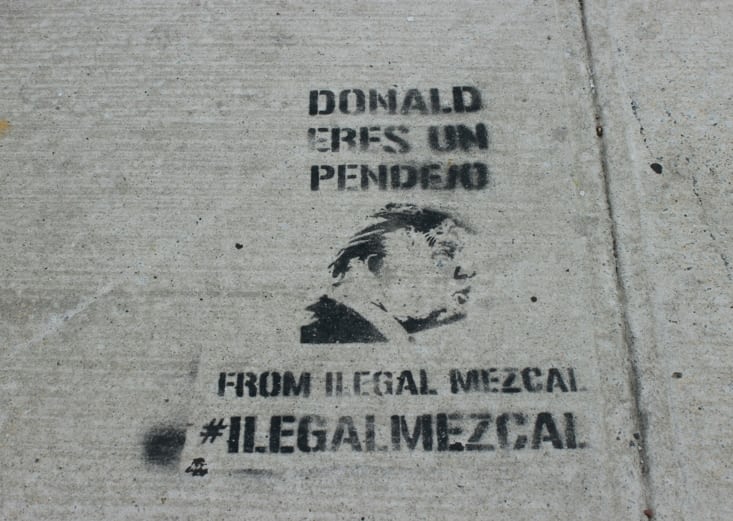 DONALD
ERES UN
PENDEJO
FROM ILEGAL MEZCAL
#ILEGALMEZCAL